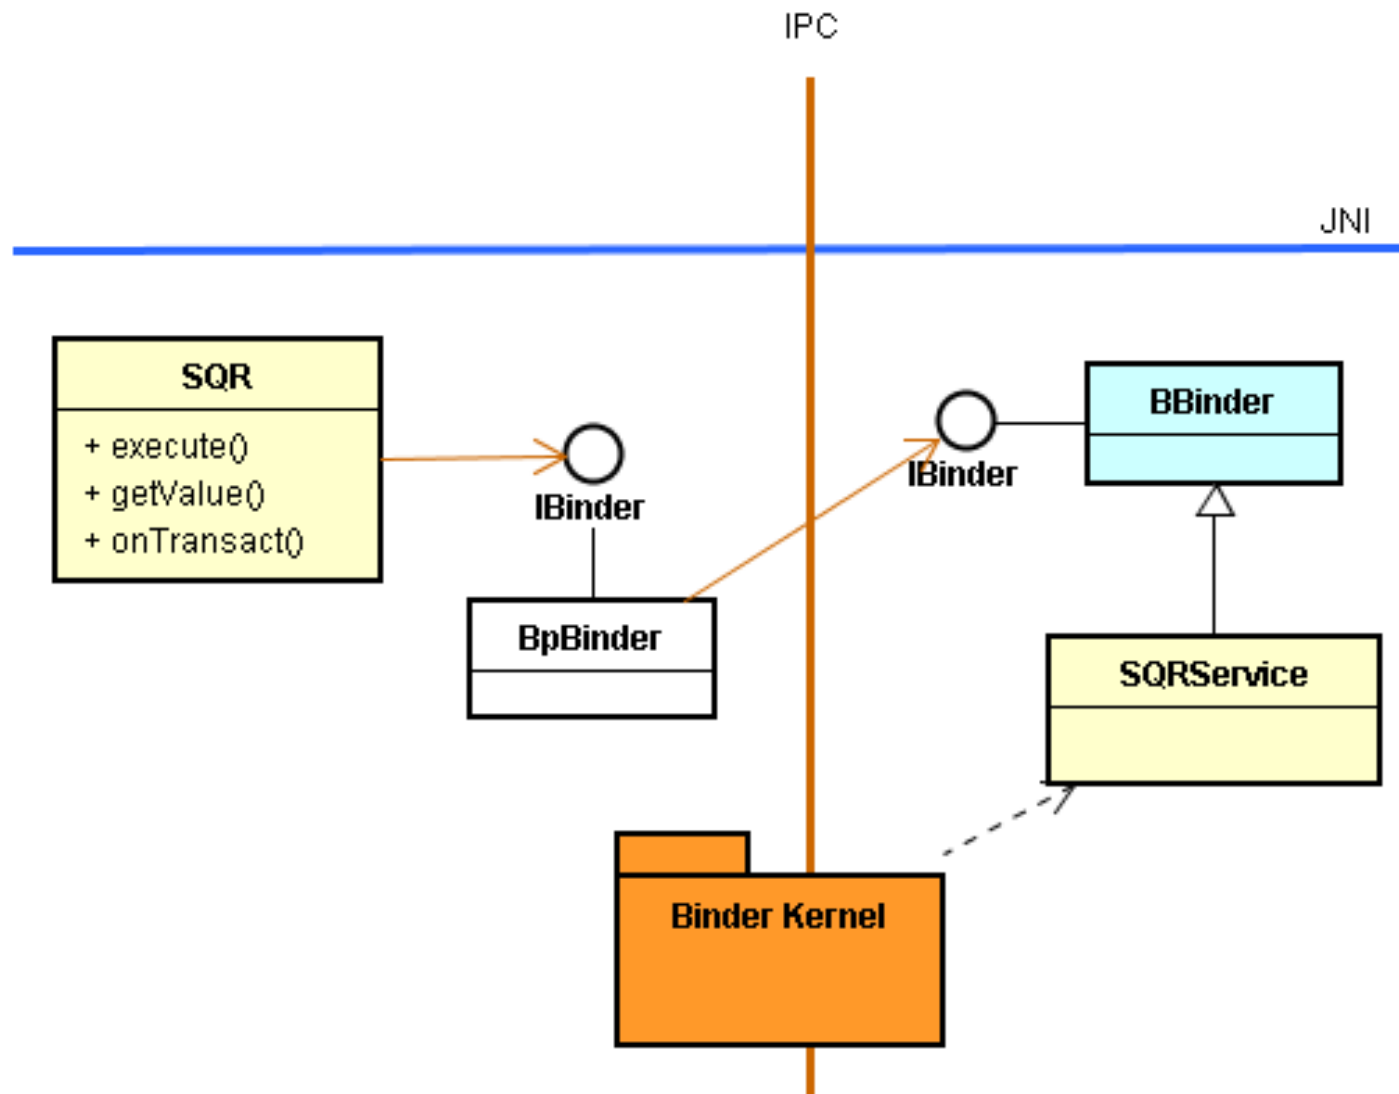 IPC
JNI
SQR
+ execute()
+ getValue()
+ onTransact()
IBinder
BpBinder
IBinder
BBinder
SQRService
Binder Kernel